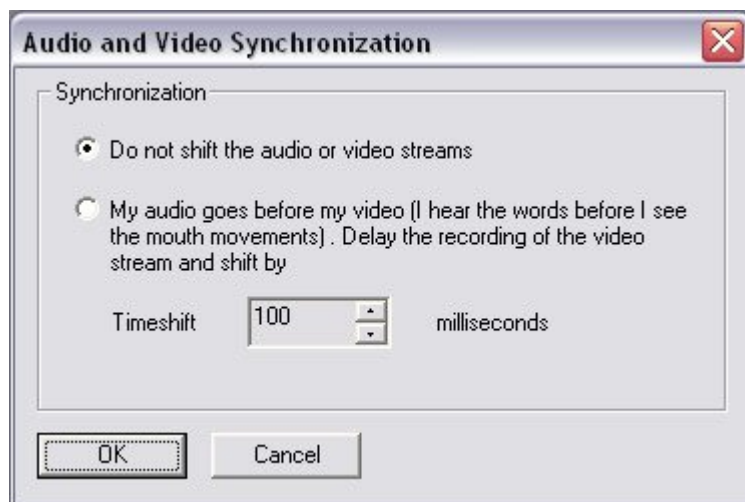 Audio and Video Synchronization
Synchronization
Do not shift the audio or video streams
My audio goes before my video (I hear the words before I see
the mouth movements) . Delay the recording of the video
stream and shift by
Timeshift 100 milliseconds
OK Cancel